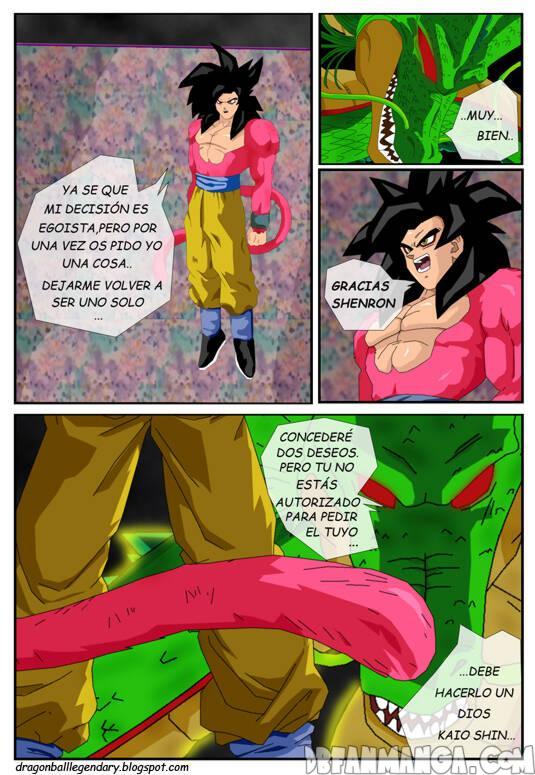 YA SE QUE
MI DECISIÓN ES
EGOISTA,PERO POR
UNA VEZ OS PIDO YO
UNA COSA..
DEJARME VOLVER A
SER UNO SOLO
...
..MUY...
BIEN..
GRACIAS
SHENRON
CONCEDERÉ
DOS DESEOS.
PERO TU NO
ESTÁS
AUTORIZADO
PARA PEDIR
EL TUYO
...
...DEBE
HACERLO UN
DIOS
KAIO SHIN...
dragonballlegendary.blogspot.com
DBFANMANGA.COM